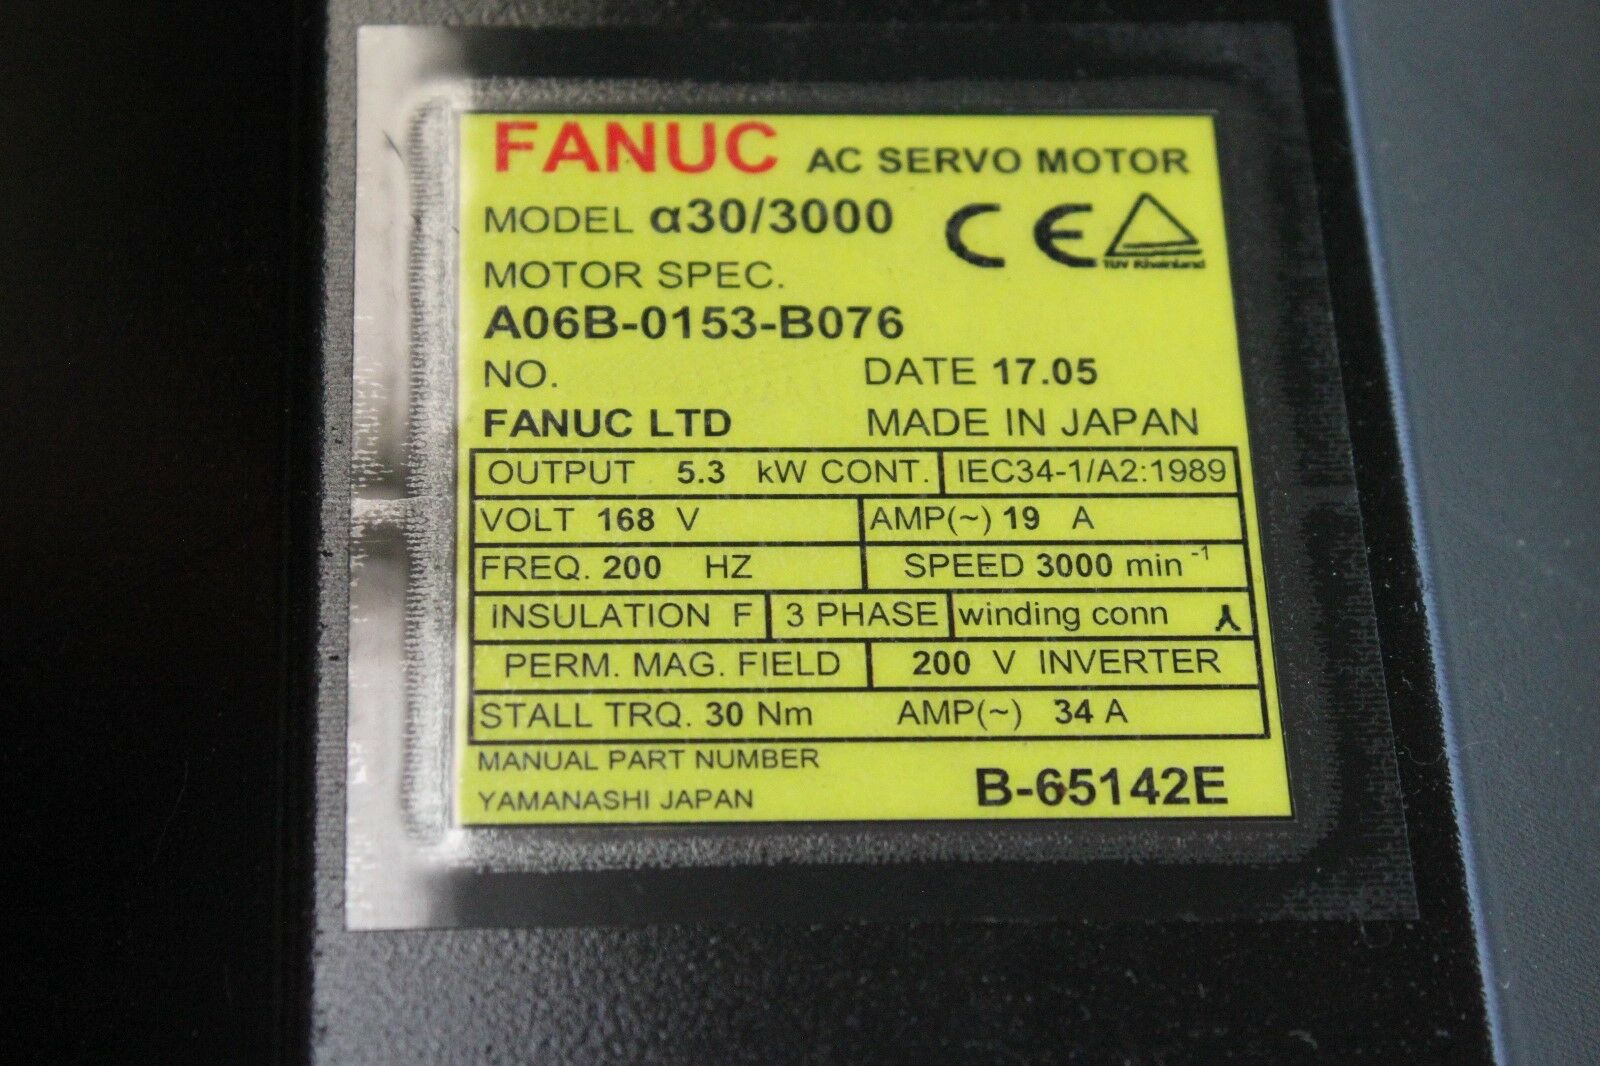 FANUC AC SERVO MOTOR
MODEL α30/3000
CE
TÜV Rheinland
MOTOR SPEC.
A06B-0153-B076
NO. DATE 17.05
FANUC LTD MADE IN JAPAN
OUTPUT 5.3 kW CONT. IEC34-1/A2:1989
VOLT 168 V AMP(~) 19 A
FREQ. 200 HZ SPEED 3000 min⁻¹
INSULATION F 3 PHASE winding conn
PERM. MAG. FIELD 200 V INVERTER
STALL TRQ. 30 Nm AMP(~) 34 A
MANUAL PART NUMBER
YAMANASHI JAPAN B-65142E